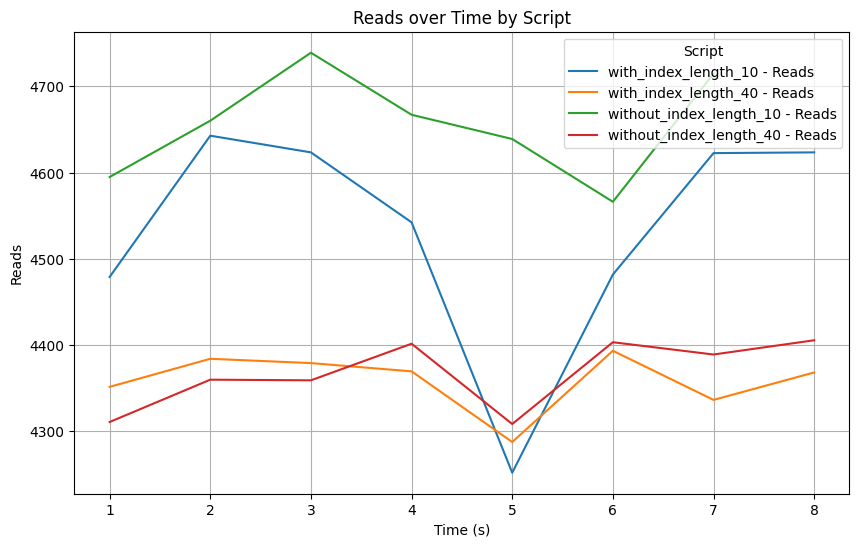 Reads over Time by Script
Script
with_index_length_10 - Reads
with_index_length_40 - Reads
without_index_length_10 - Reads
without_index_length_40 - Reads
Reads
4700
4600
4500
4400
4300
1 2 3 4 5 6 7 8
Time (s)